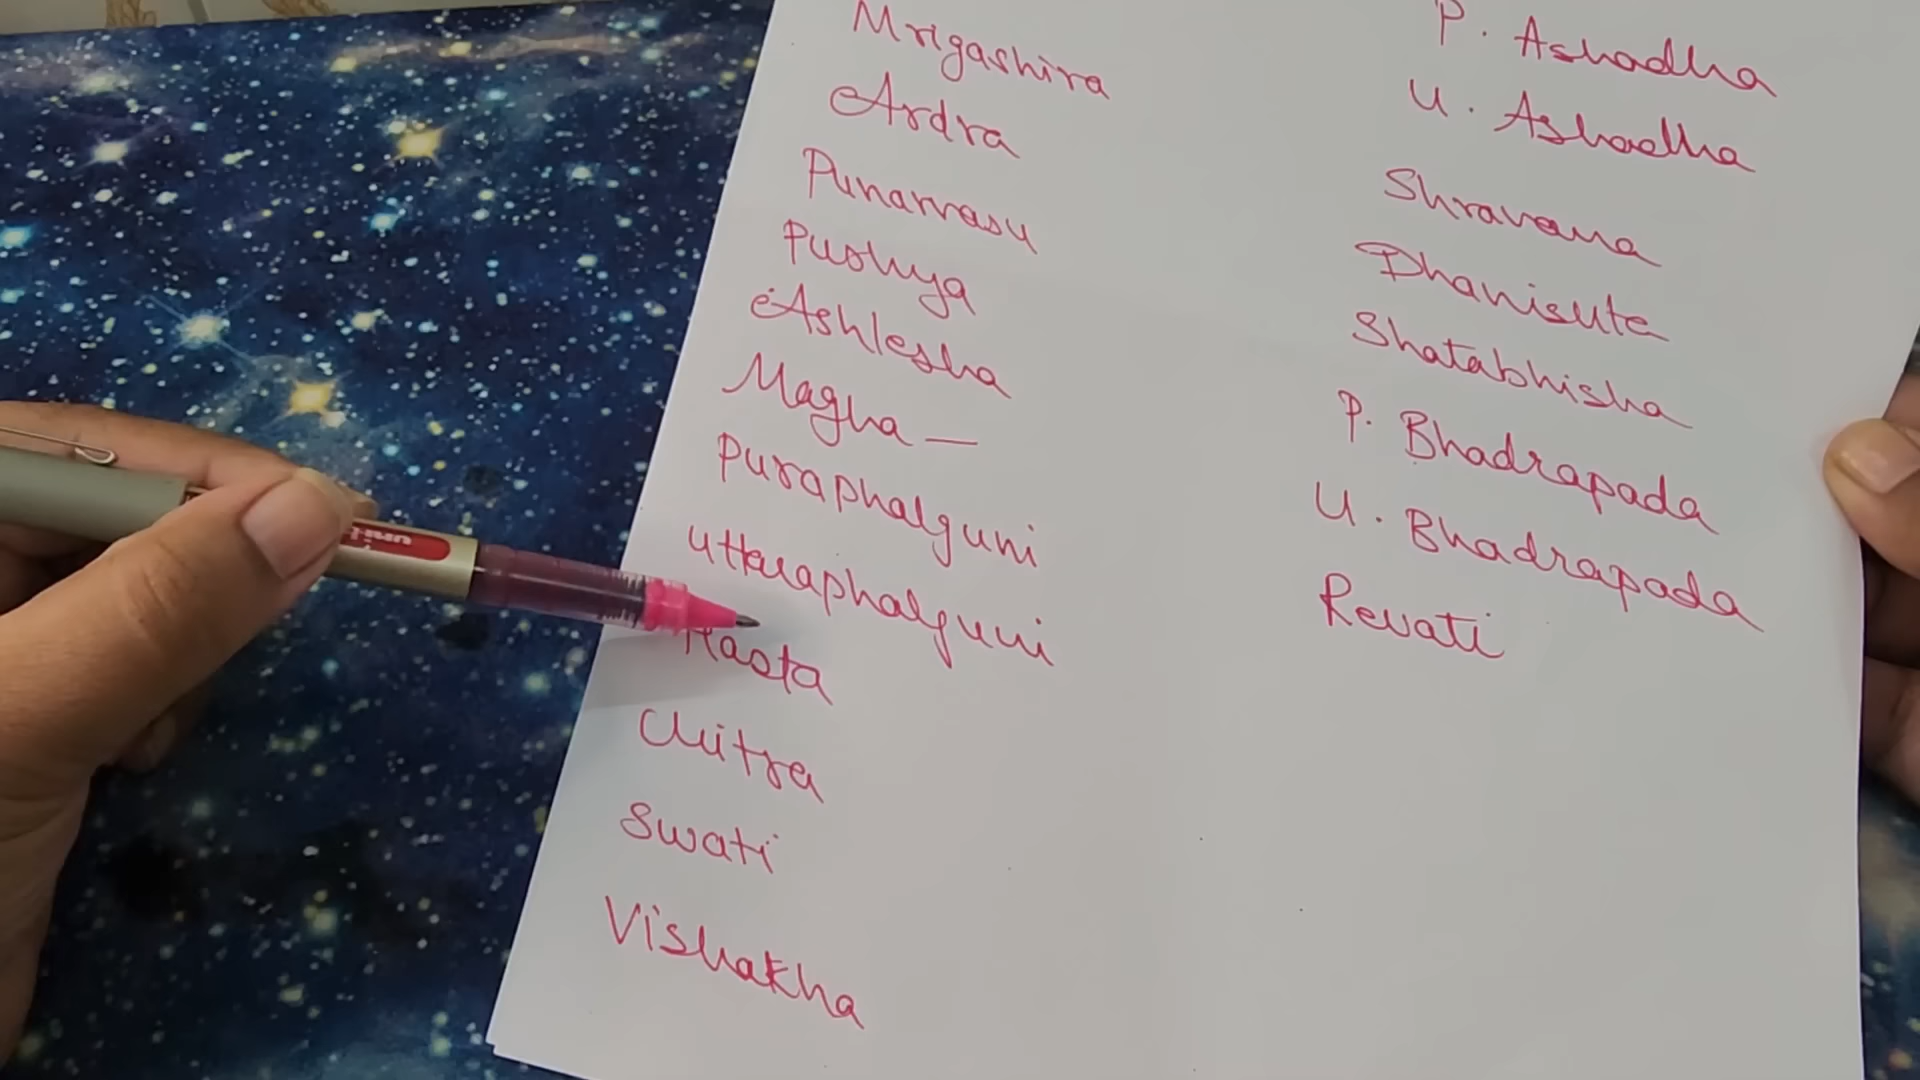 Mrigashira
Ardra
Punarvasu
Pushya
Ashlesha
Magha —
Puraphalguni
Uttaraphalguni
Hasta
Chitra
Swati
Vishakha
P. Ashadha
U. Ashadha
Shravana
Dhanishta
Shatabhisha
P. Bhadrapada
U. Bhadrapada
Revati
uni